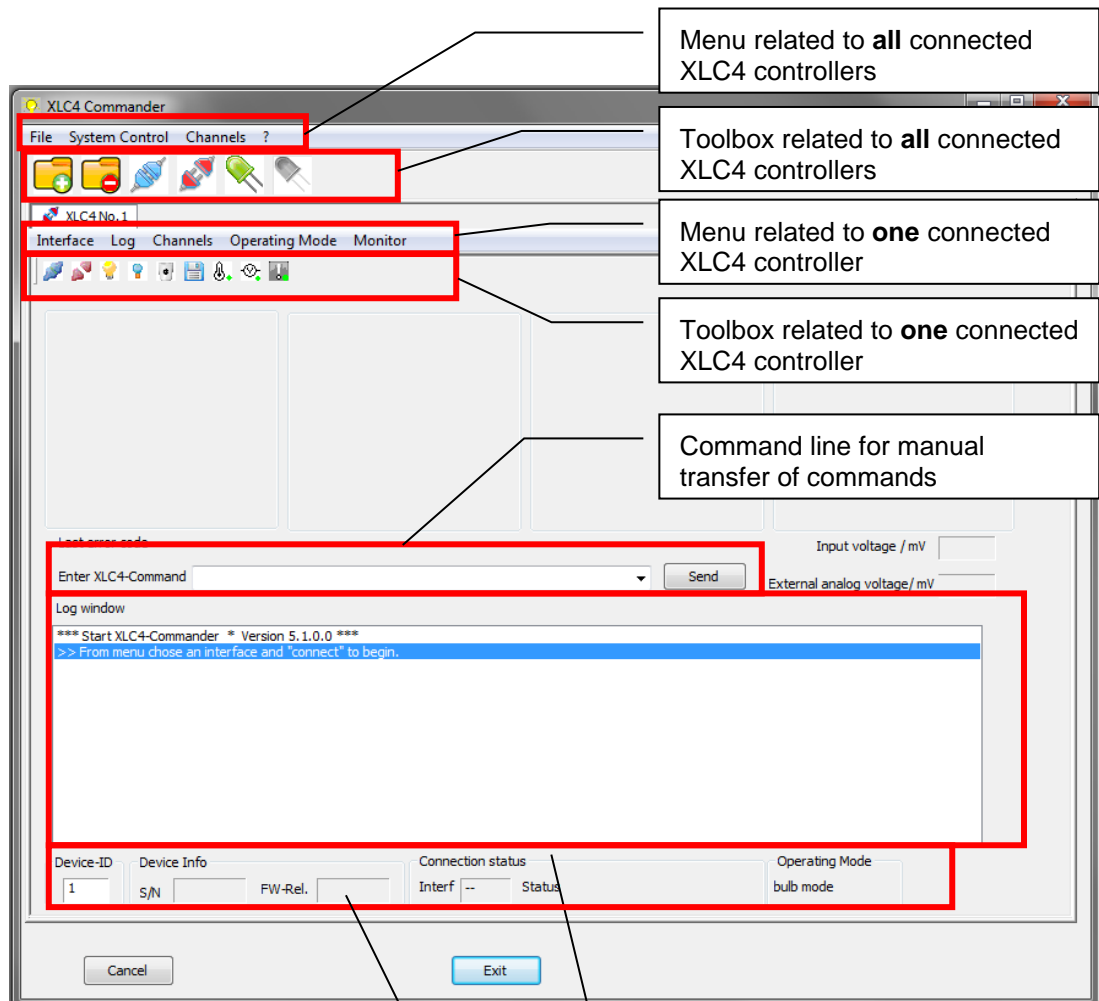 Menu related to all connected
XLC4 controllers
XLC4 Commander
File System Control Channels ?
Toolbox related to all connected
XLC4 controllers
XLC4 No. 1
Interface Log Channels Operating Mode Monitor
Menu related to one connected
XLC4 controller
Toolbox related to one connected
XLC4 controller
Command line for manual
transfer of commands
Last error code
Input voltage / mV
Enter XLC4-Command
Send
External analog voltage/ mV
Log window
*** Start XLC4-Commander * Version 5.1.0.0 ***
>> From menu chose an interface and "connect" to begin.
Device-ID Device Info Connection status Operating Mode
1 S/N FW-Rel. Interf -- Status bulb mode
Cancel Exit